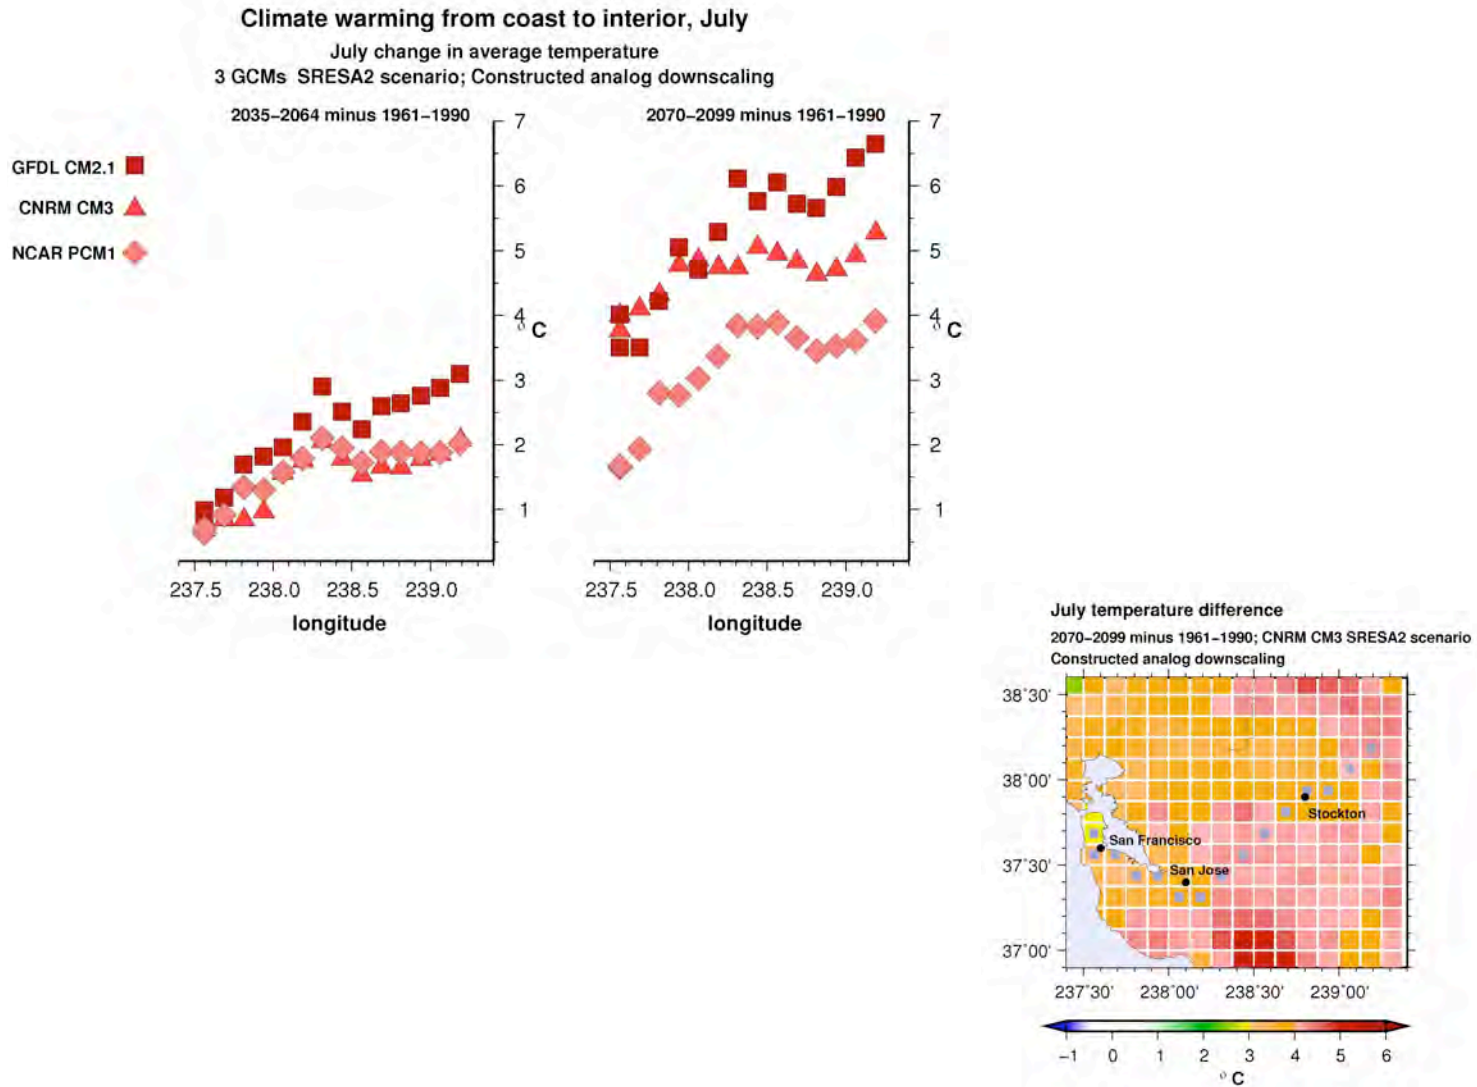 Climate warming from coast to interior, July
July change in average temperature
3 GCMs SRESA2 scenario; Constructed analog downscaling
2035–2064 minus 1961–1990
2070–2099 minus 1961–1990
GFDL CM2.1
CNRM CM3
NCAR PCM1
7
6
5
4
° C
3
2
1
237.5 238.0 238.5 239.0
longitude
7
6
5
4
° C
3
2
1
237.5 238.0 238.5 239.0
longitude
July temperature difference
2070–2099 minus 1961–1990; CNRM CM3 SRESA2 scenario
Constructed analog downscaling
38°30'
38°00'
37°30'
37°00'
Stockton
San Francisco
San Jose
237°30' 238°00' 238°30' 239°00'
−1 0 1 2 3 4 5 6
° C